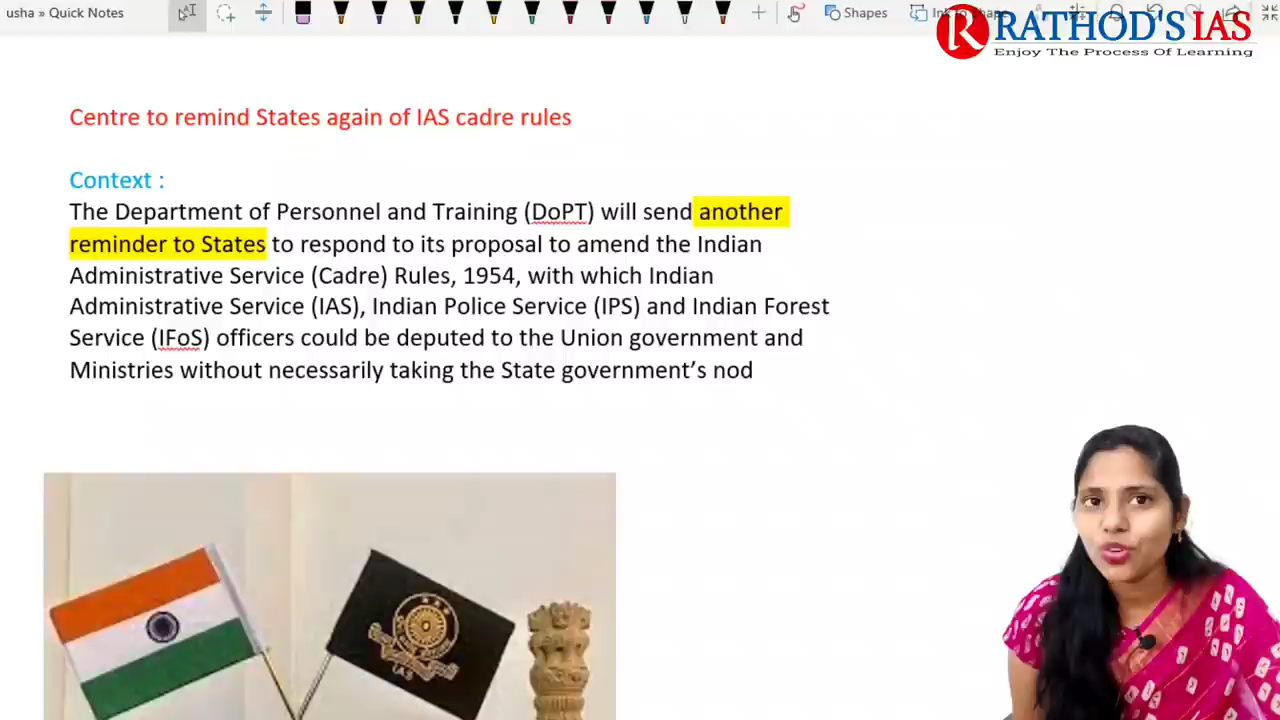 usha » Quick Notes
Shapes
RATHOD'S IAS
Enjoy The Process Of Learning
Centre to remind States again of IAS cadre rules
Context :
The Department of Personnel and Training (DoPT) will send another
reminder to States to respond to its proposal to amend the Indian
Administrative Service (Cadre) Rules, 1954, with which Indian
Administrative Service (IAS), Indian Police Service (IPS) and Indian Forest
Service (IFoS) officers could be deputed to the Union government and
Ministries without necessarily taking the State government's nod
IAS